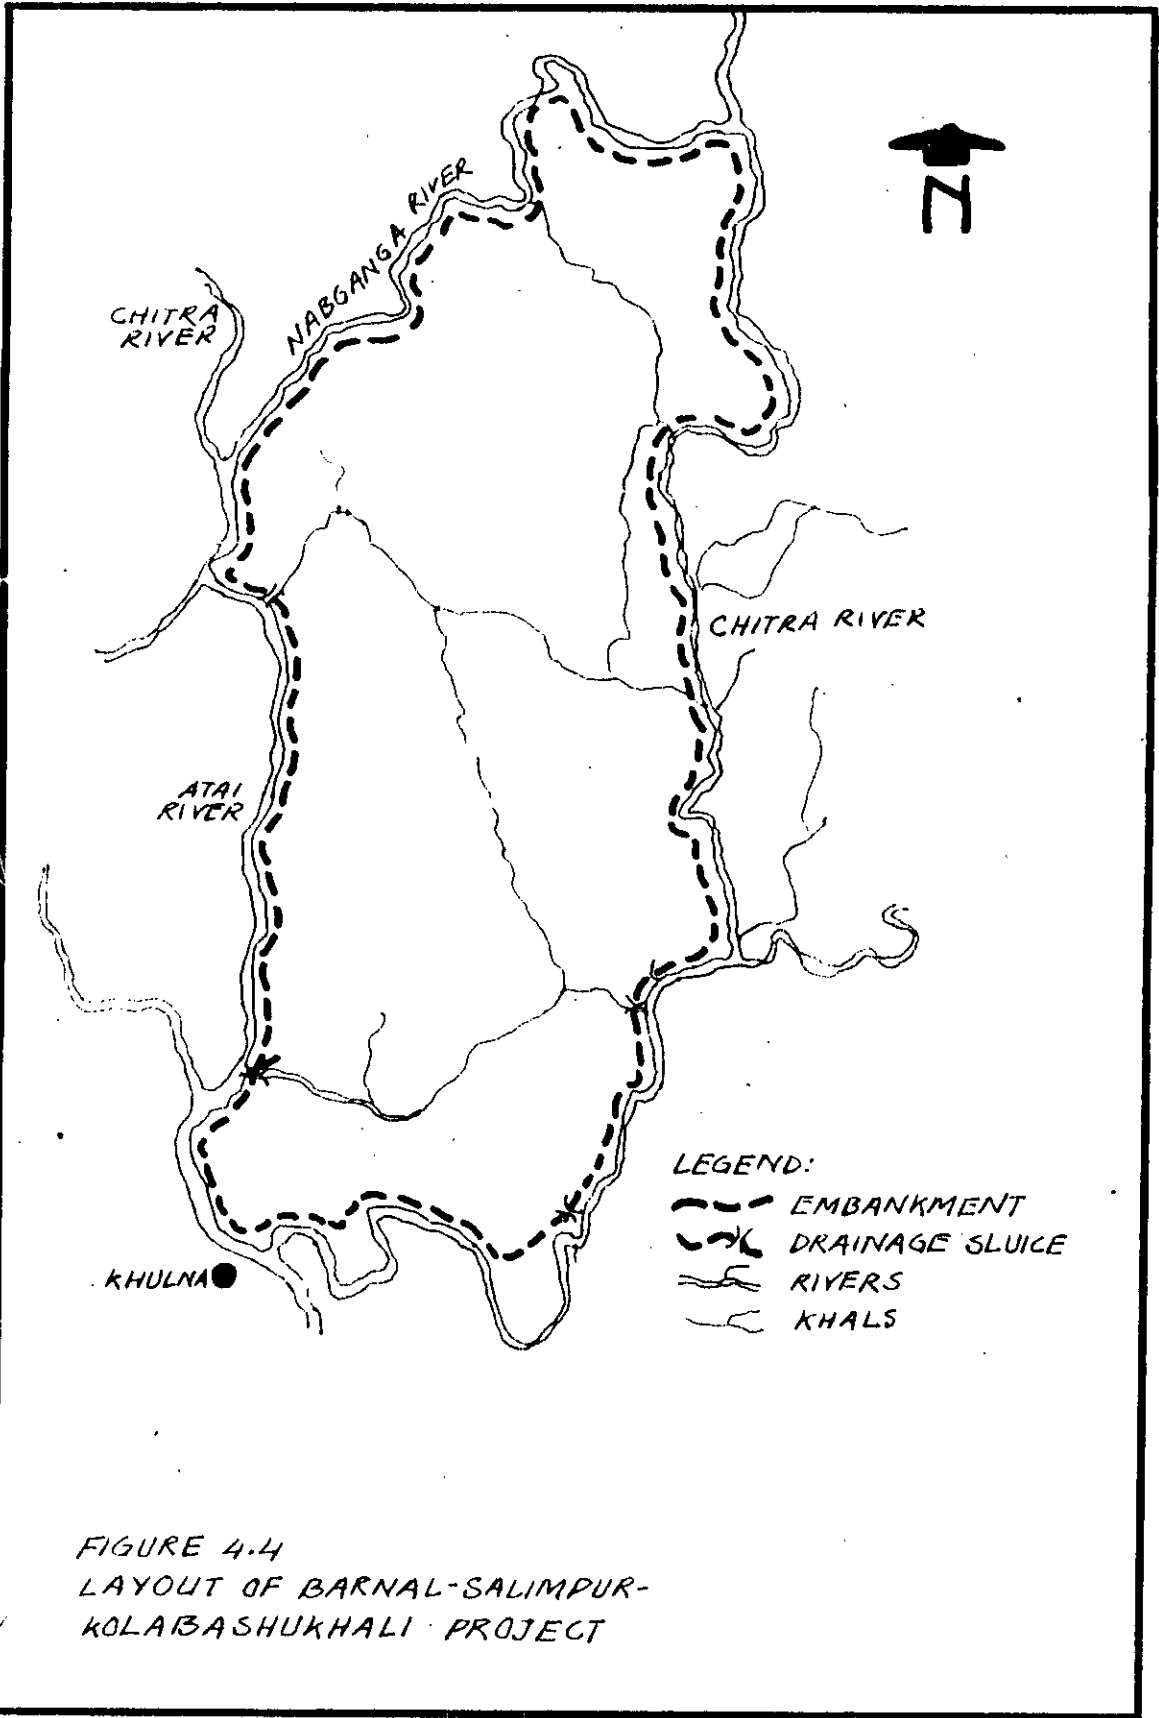 N
NABGANGA RIVER
CHITRA
RIVER
CHITRA RIVER
ATAI
RIVER
KHULNA
LEGEND:
EMBANKMENT
DRAINAGE SLUICE
RIVERS
KHALS
FIGURE 4.4
LAYOUT OF BARNAL-SALIMPUR-
KOLABASHUKHALI PROJECT